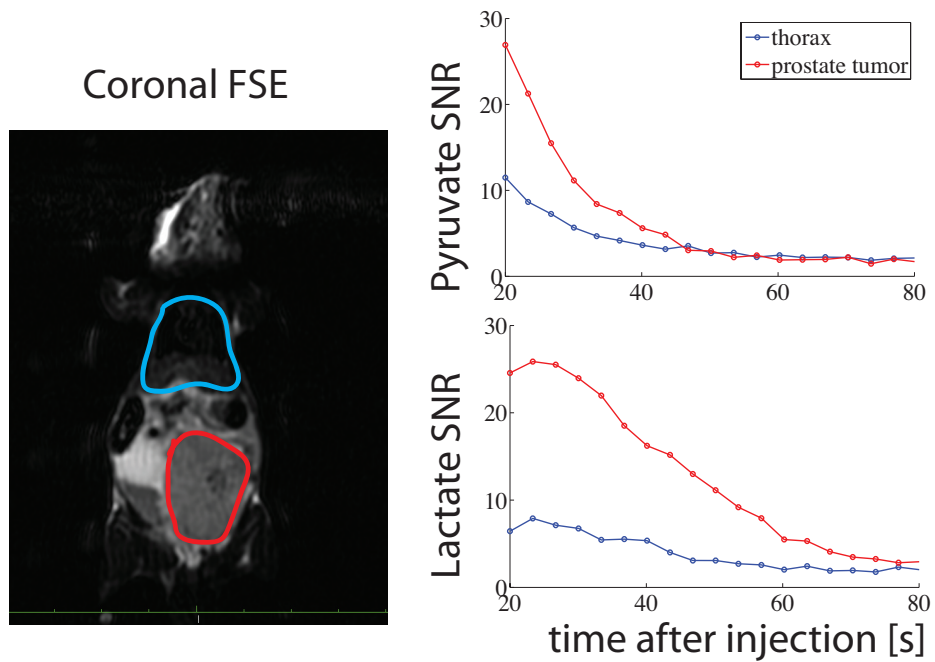 Coronal FSE
Pyruvate SNR
30
20
10
0
20
40
60
80
thorax
prostate tumor
Lactate SNR
30
20
10
0
20
40
60
80
time after injection [s]